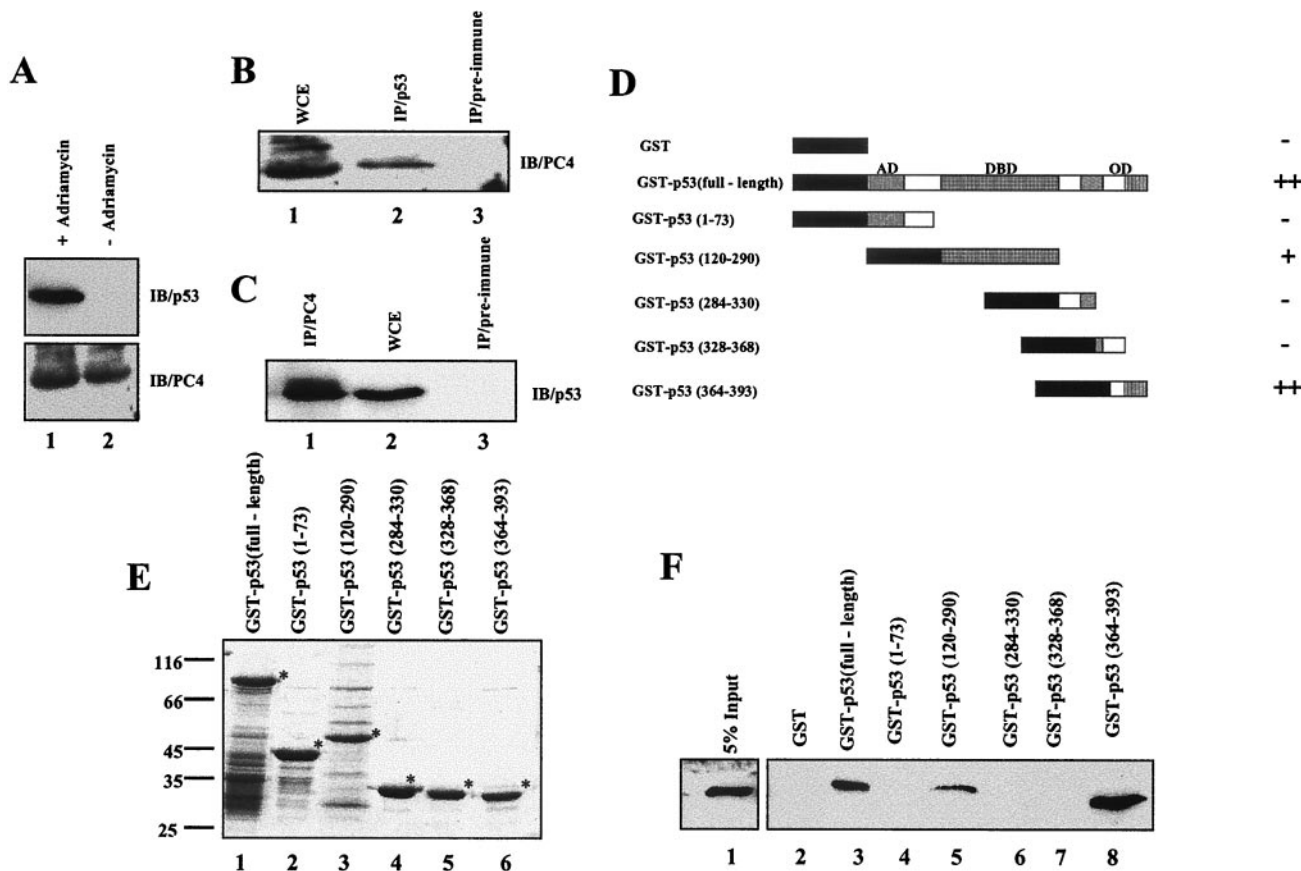 A
+ Adriamycin
- Adriamycin
IB/p53
IB/PC4
1 2
B
WCE
IP/p53
IP/pre-immune
IB/PC4
1 2 3
C
IP/PC4
WCE
IP/pre-immune
IB/p53
1 2 3
D
GST -
AD DBD OD
GST-p53(full - length) ++
GST-p53 (1-73) -
GST-p53 (120-290) +
GST-p53 (284-330) -
GST-p53 (328-368) -
GST-p53 (364-393) ++
E
GST-p53(full - length)
GST-p53 (1-73)
GST-p53 (120-290)
GST-p53 (284-330)
GST-p53 (328-368)
GST-p53 (364-393)
116
66
45
35
25
* * * * * *
1 2 3 4 5 6
F
5% Input
GST
GST-p53(full - length)
GST-p53 (1-73)
GST-p53 (120-290)
GST-p53 (284-330)
GST-p53 (328-368)
GST-p53 (364-393)
1 2 3 4 5 6 7 8